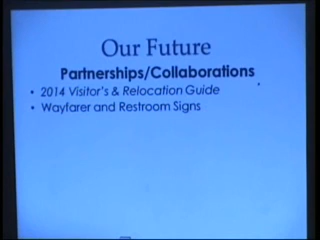 Our Future
Partnerships/Collaborations
• 2014 Visitor's & Relocation Guide
• Wayfarer and Restroom Signs